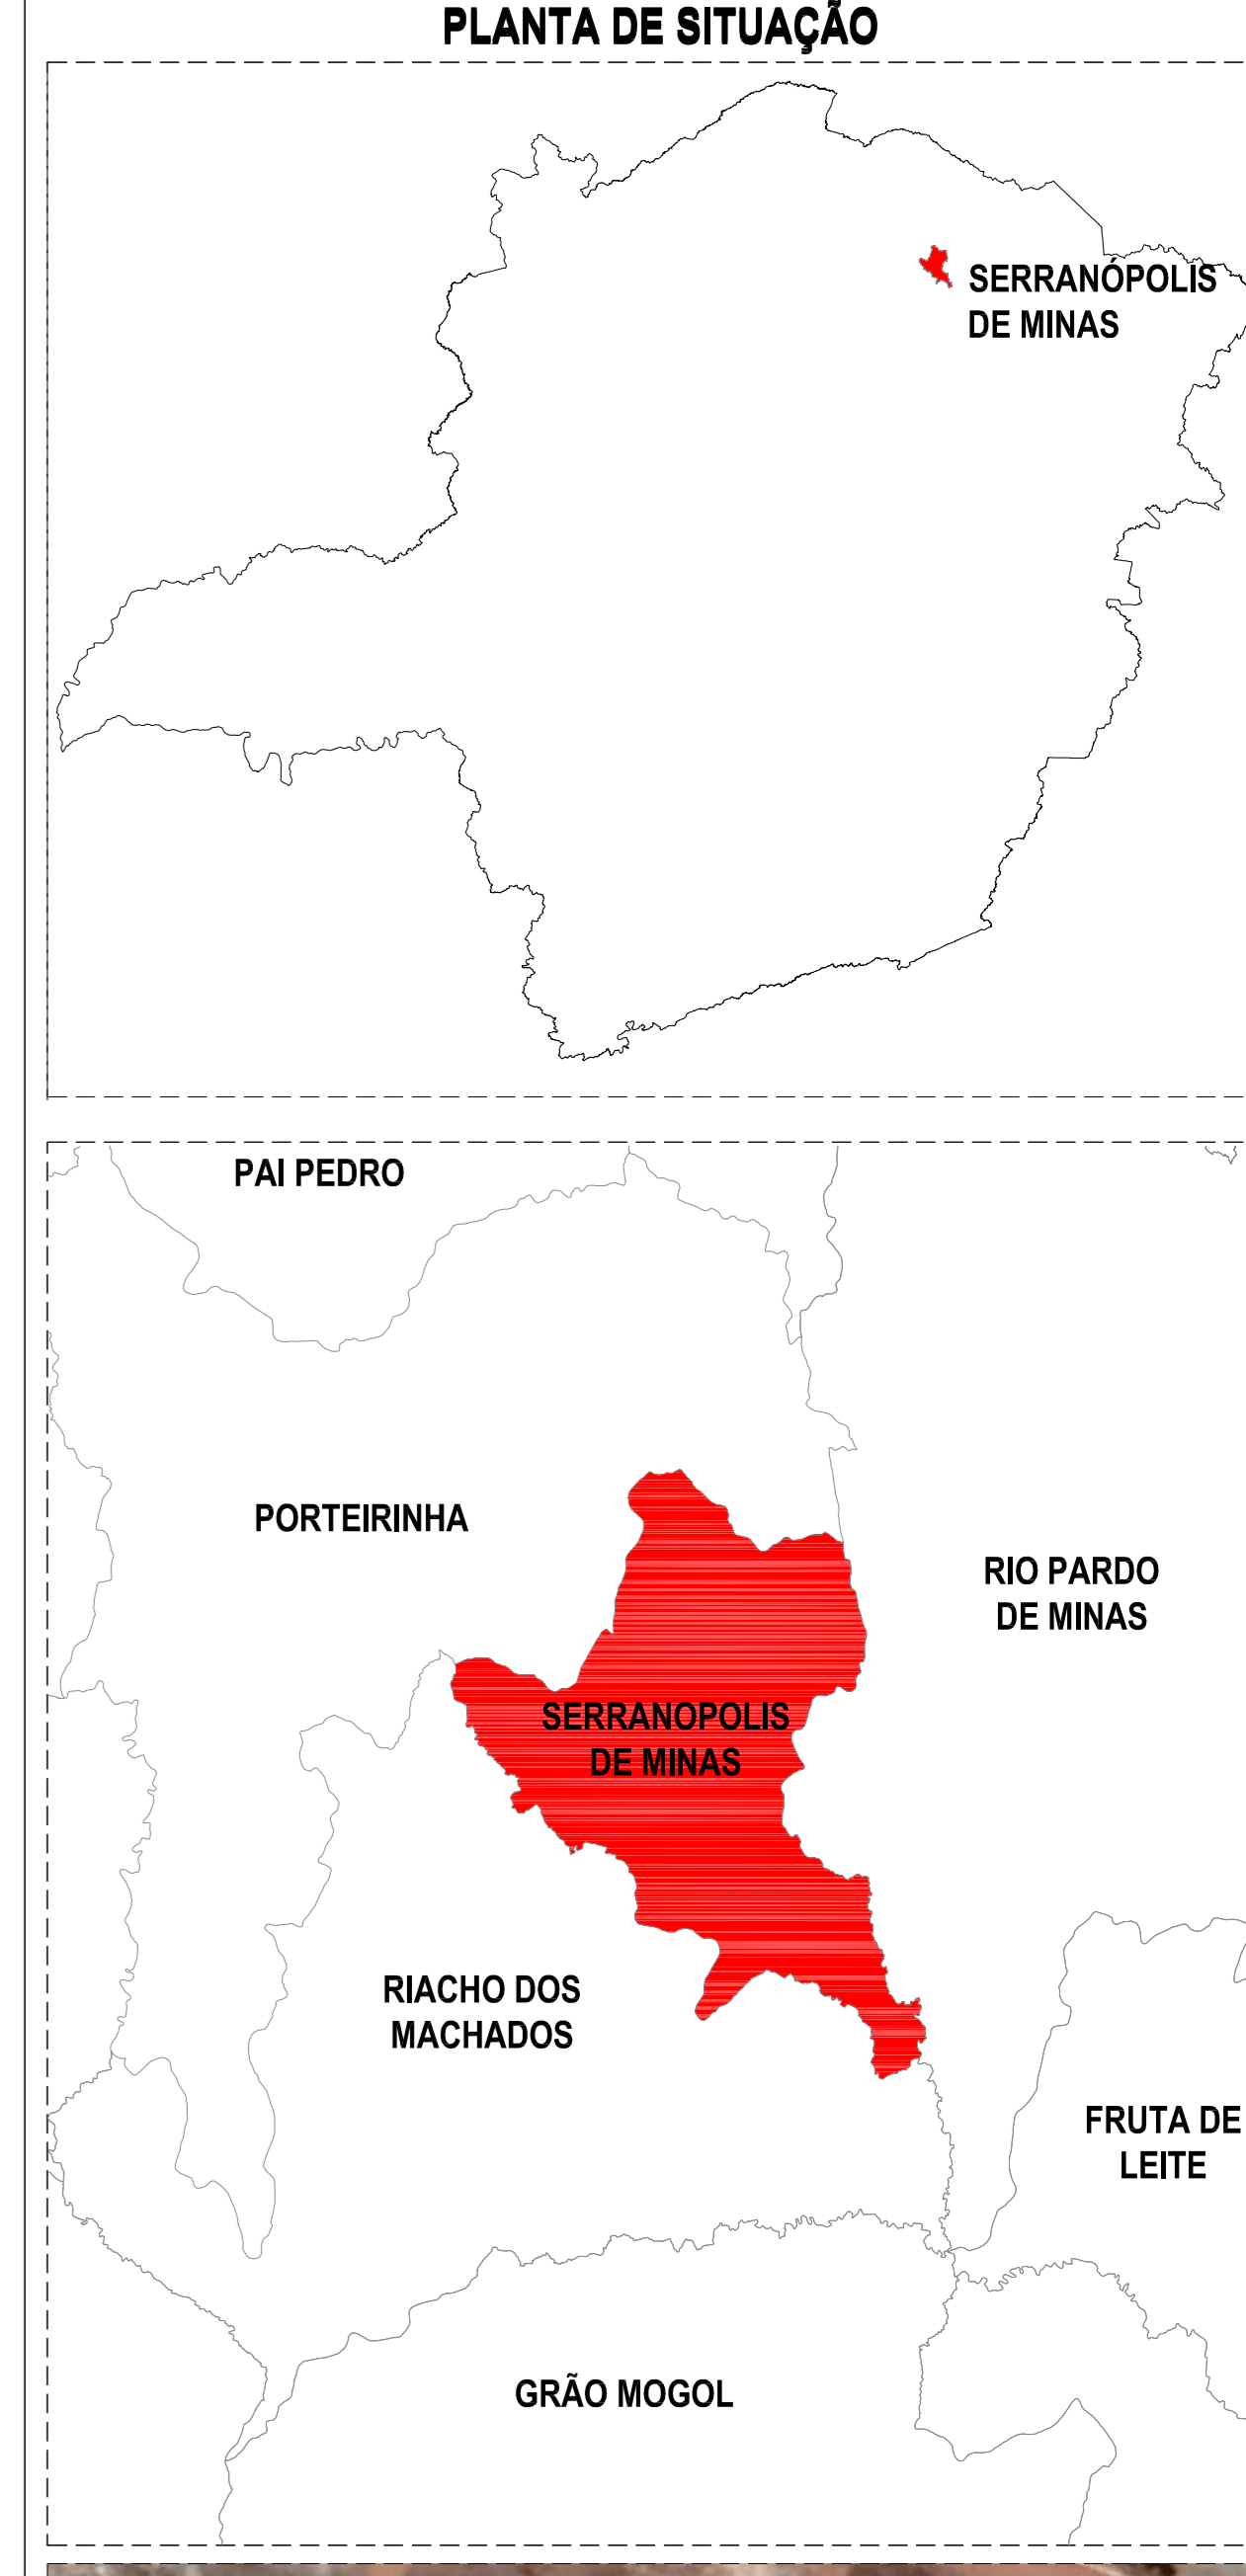 PLANTA DE SITUAÇÃO
SERRANÓPOLIS
DE MINAS
PAI PEDRO
PORTEIRINHA
RIO PARDO
DE MINAS
SERRANOPOLIS
DE MINAS
RIACHO DOS
MACHADOS
FRUTA DE
LEITE
GRÃO MOGOL